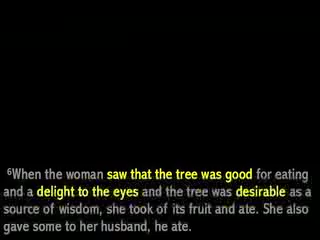 ⁶When the woman saw that the tree was good for eating
and a delight to the eyes and the tree was desirable as a
source of wisdom, she took of its fruit and ate. She also
gave some to her husband, he ate.